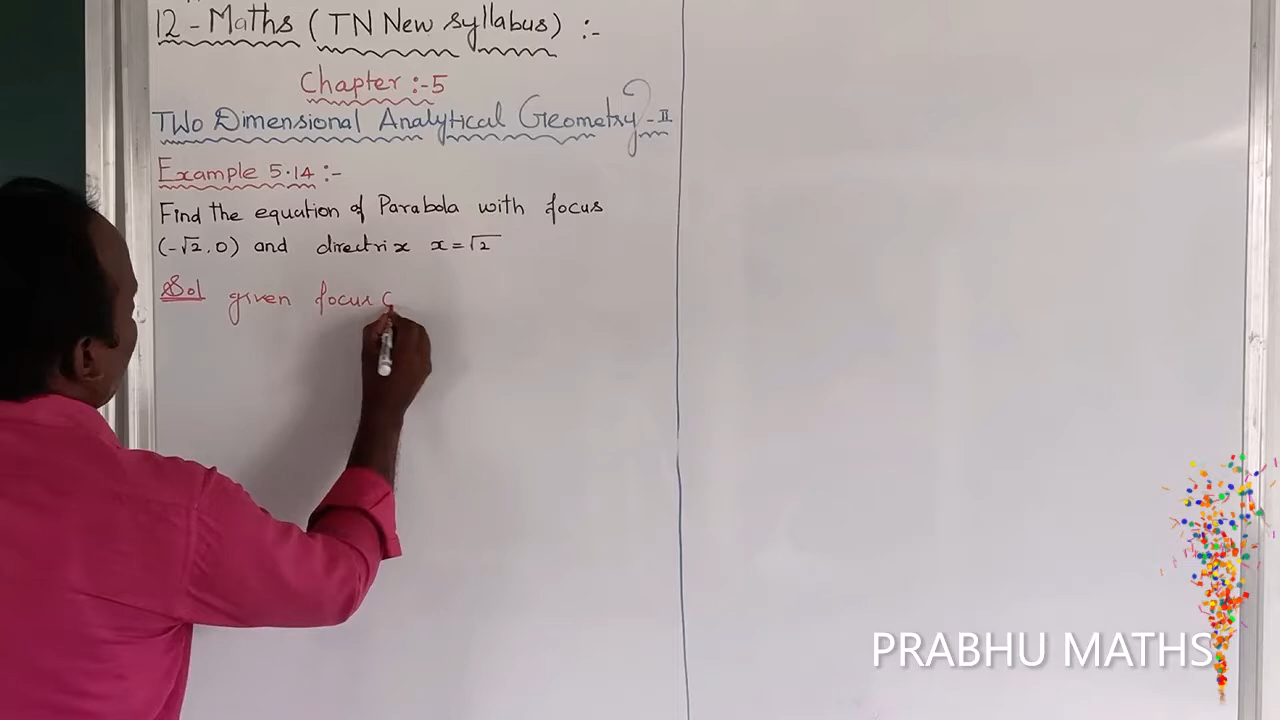 12 - Maths ( TN New syllabus) :-
Chapter :-5
TWo Dimensional Analytical Geometry - II
Example 5.14 :-
Find the equation of Parabola with focus
(-√2, 0) and directrix x = √2
Sol given focus (
PRABHU MATHS